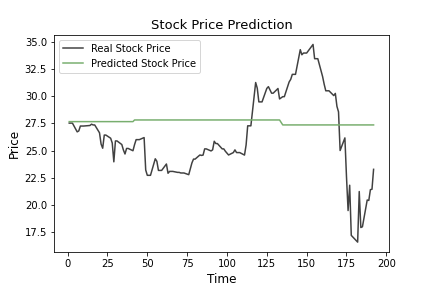 Stock Price Prediction
Real Stock Price
Predicted Stock Price
Price
35.0
32.5
30.0
27.5
25.0
22.5
20.0
17.5
0 25 50 75 100 125 150 175 200
Time